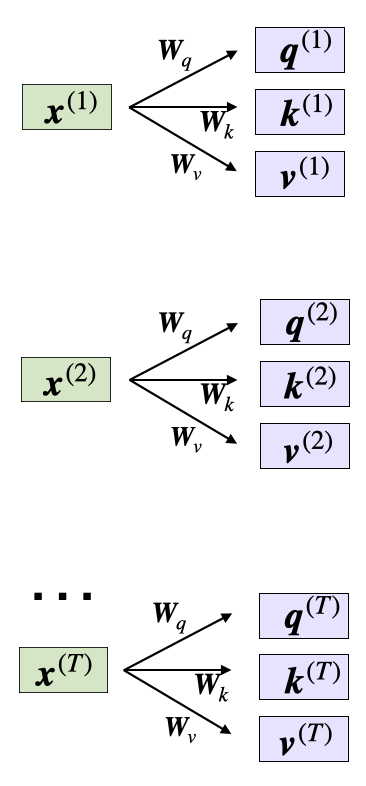 W_q q^(1)
x^(1) W_k k^(1)
W_v v^(1)
W_q q^(2)
x^(2) W_k k^(2)
W_v v^(2)
...
W_q q^(T)
x^(T) W_k k^(T)
W_v v^(T)